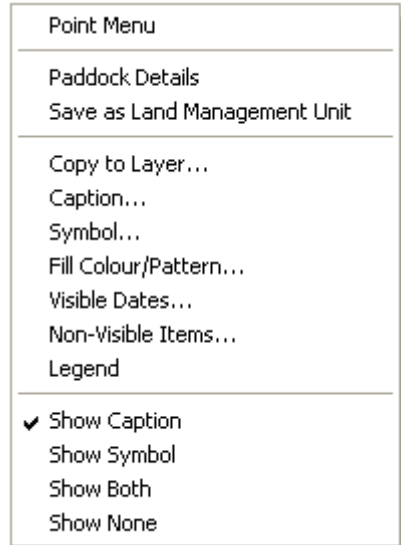 Point Menu
Paddock Details
Save as Land Management Unit
Copy to Layer...
Caption...
Symbol...
Fill Colour/Pattern...
Visible Dates...
Non-Visible Items...
Legend
Show Caption
Show Symbol
Show Both
Show None